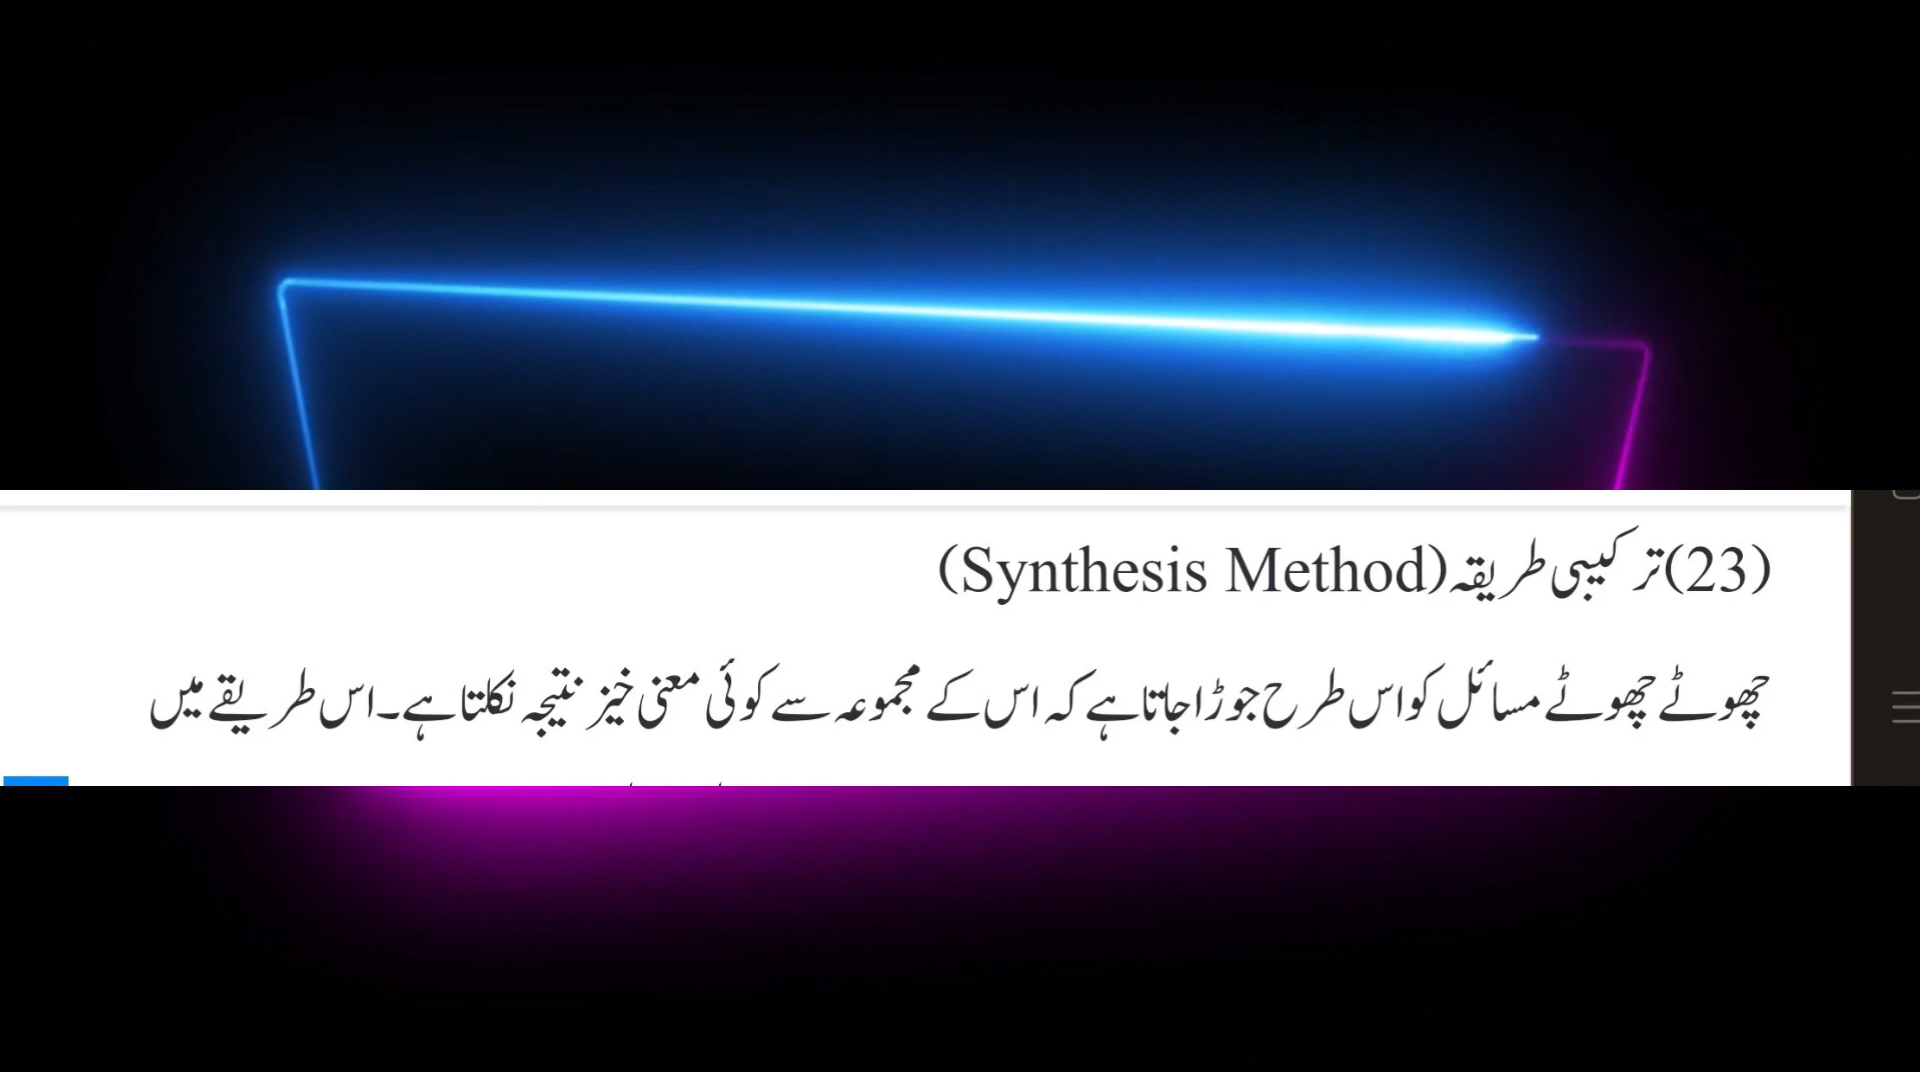 (23)ترکیبی طریقہ(Synthesis Method)
چھوٹے چھوٹے مسائل کو اس طرح جوڑا جاتا ہے کہ اس کے مجموعہ سے کوئی معنی خیز نتیجہ نکلتا ہے۔ اس طریقے میں